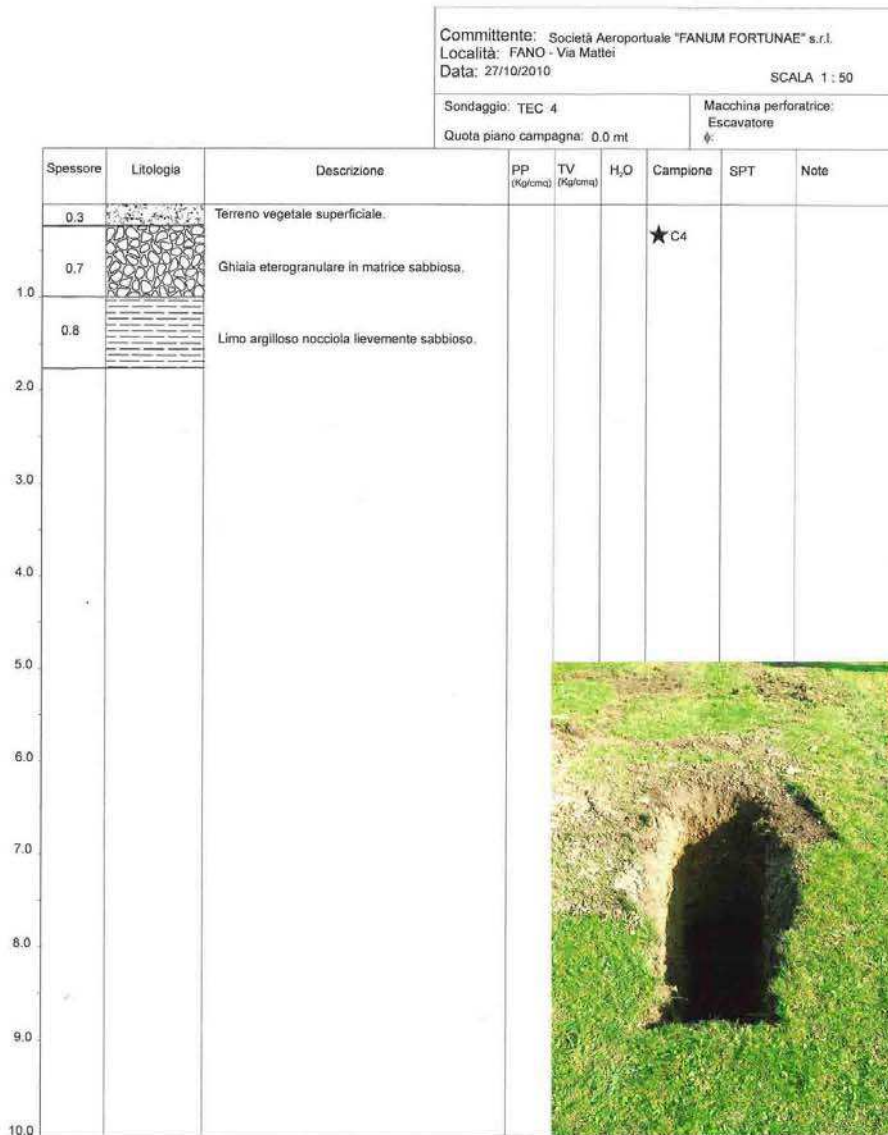 Committente: Società Aeroportuale "FANUM FORTUNAE" s.r.l.
Località: FANO - Via Mattei
Data: 27/10/2010
SCALA 1 : 50
Sondaggio: TEC 4
Macchina perforatrice:
Escavatore
Quota piano campagna: 0.0 mt
ϕ:
Spessore Litologia Descrizione PP (Kg/cmq) TV (Kg/cmq) H₂O Campione SPT Note
0.3 Terreno vegetale superficiale.
★ C4
0.7 Ghiaia eterogranulare in matrice sabbiosa.
1.0
0.8 Limo argilloso nocciola lievemente sabbioso.
2.0
3.0
4.0
5.0
6.0
7.0
8.0
9.0
10.0